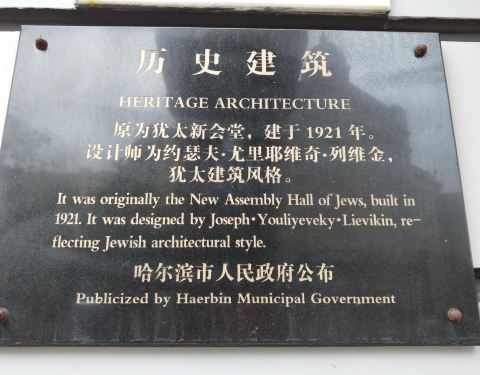 历史建筑
HERITAGE ARCHITECTURE
原为犹太新会堂，建于1921年。
设计师为约瑟夫·尤里耶维奇·列维金，
犹太建筑风格。
It was originally the New Assembly Hall of Jews, built in
1921. It was designed by Joseph·Youliyeveky·Lievikin, re-
flecting Jewish architectural style.
哈尔滨市人民政府公布
Publicized by Haerbin Municipal Government